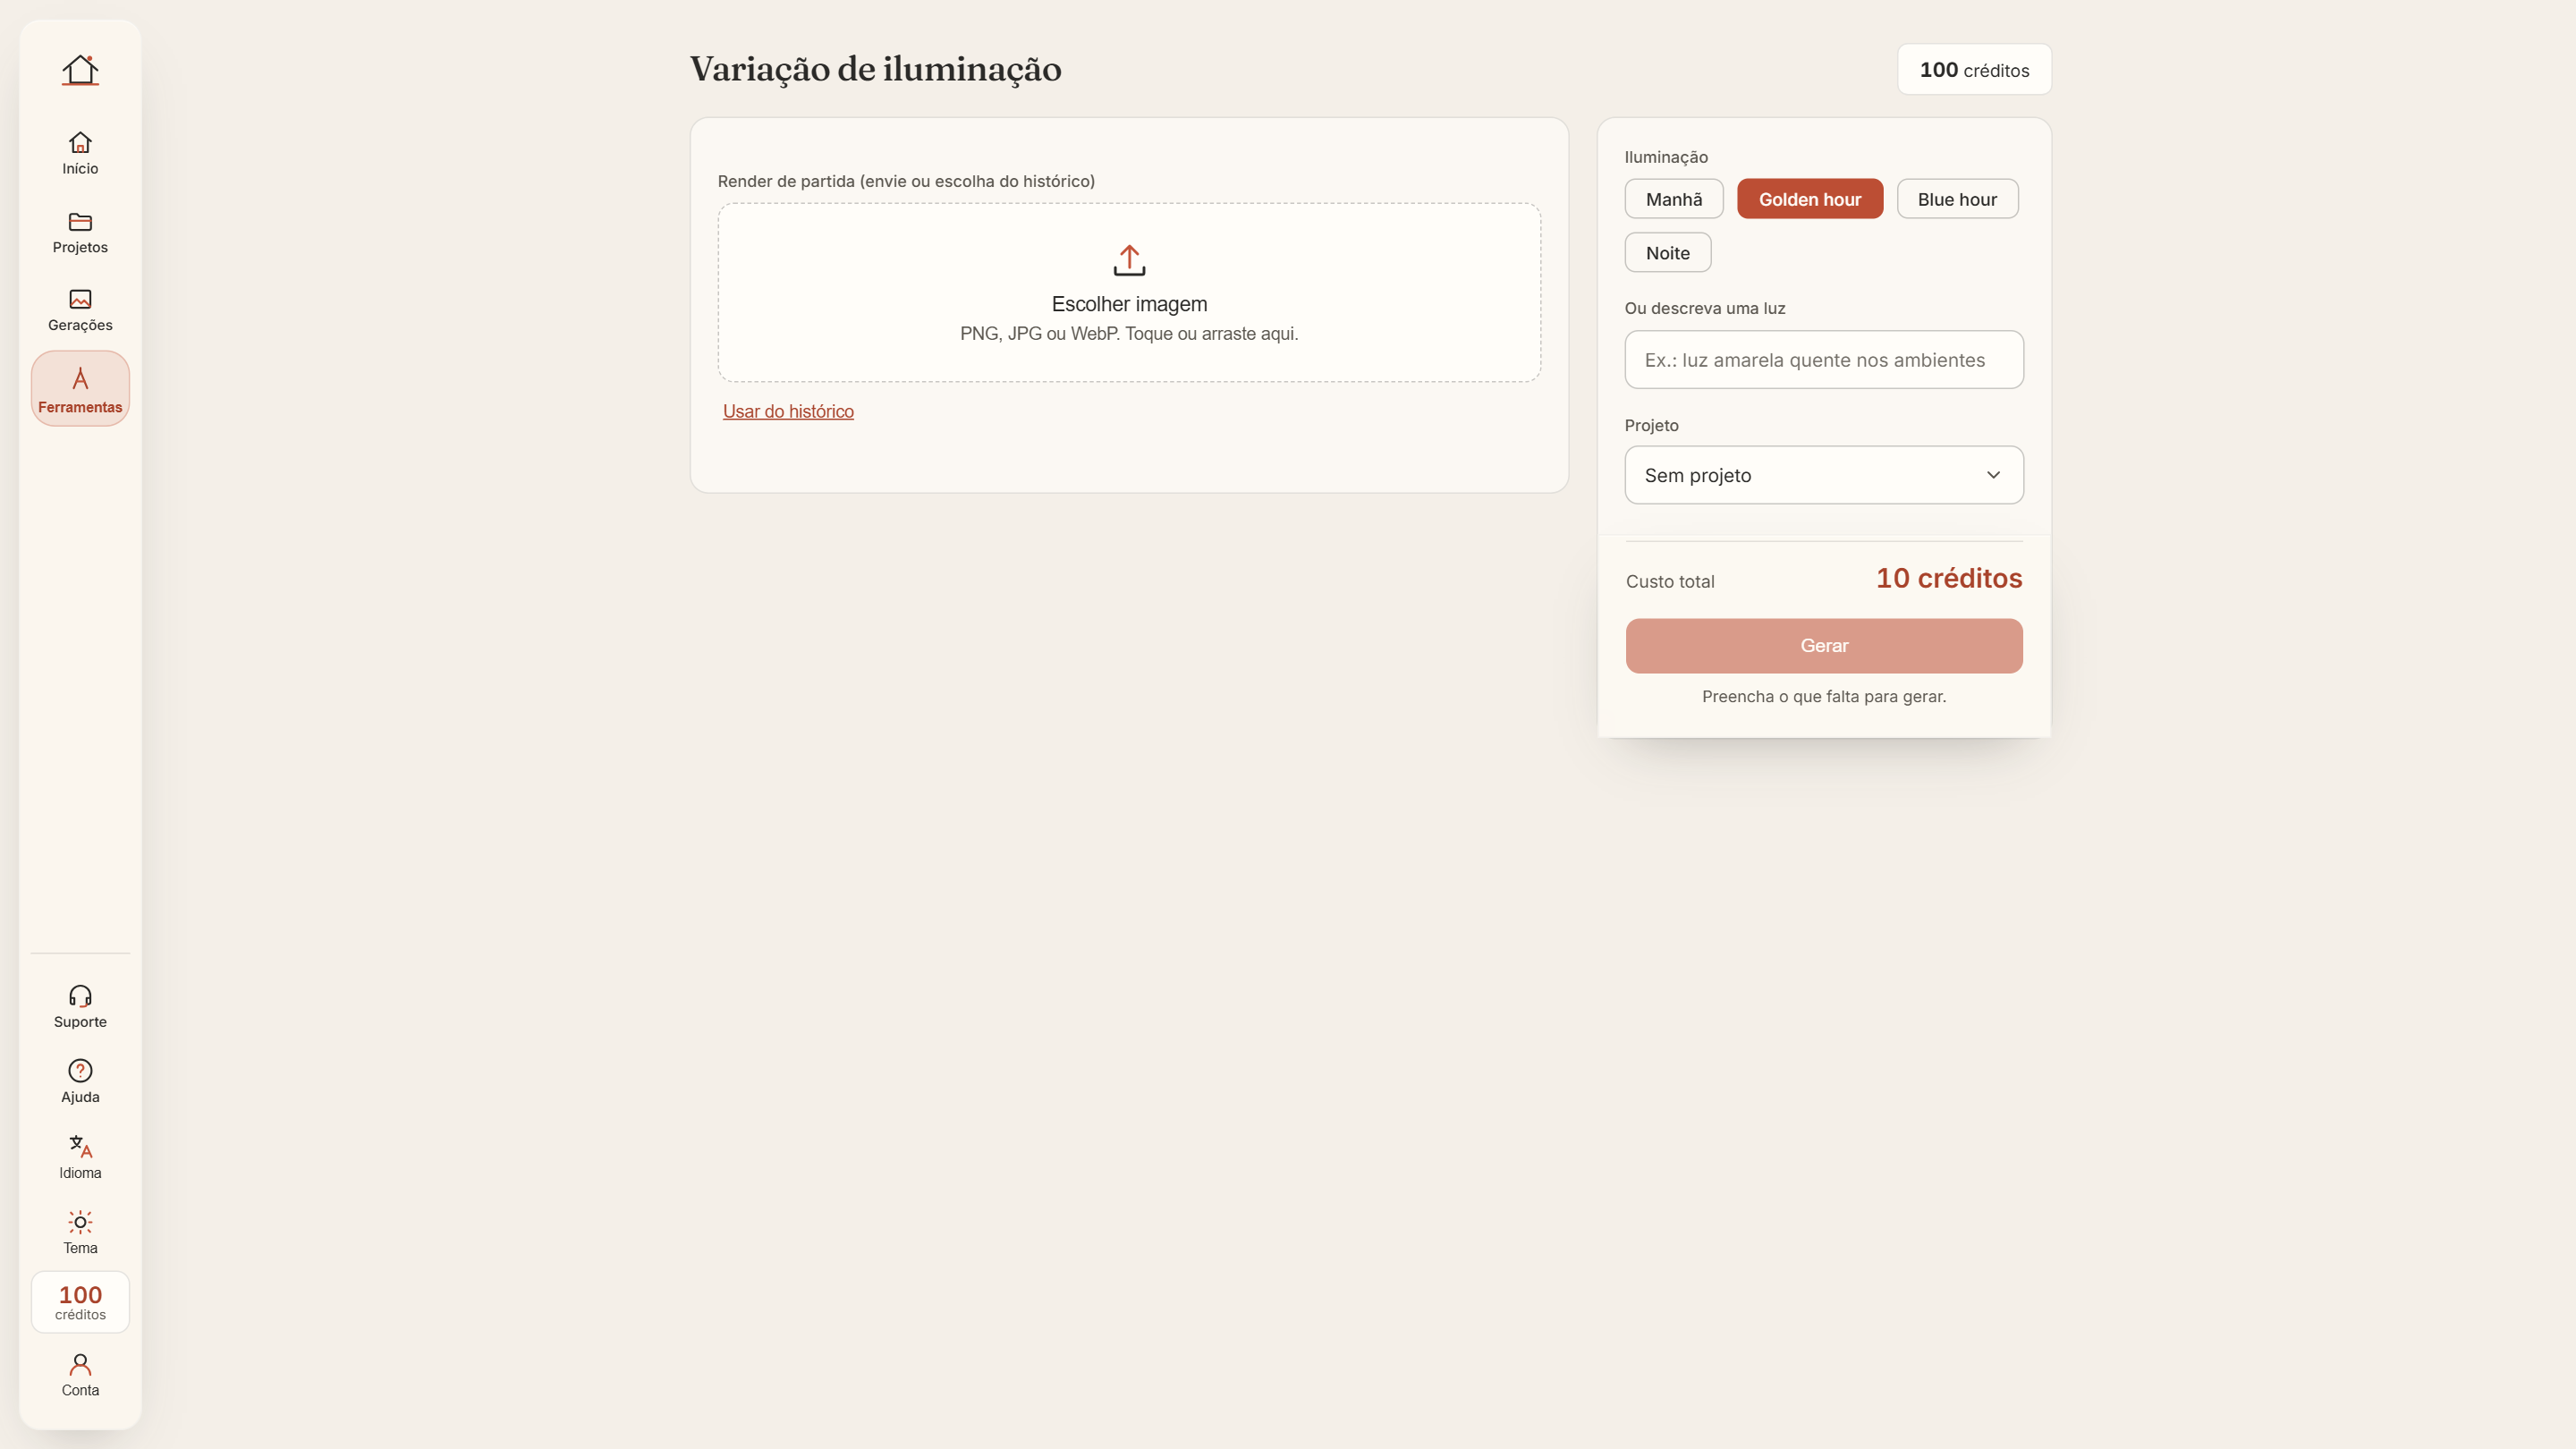 Início
Projetos
Gerações
Ferramentas
Suporte
Ajuda
Idioma
Tema
100
créditos
Conta
Variação de iluminação
100 créditos
Render de partida (envie ou escolha do histórico)
Escolher imagem
PNG, JPG ou WebP. Toque ou arraste aqui.
Usar do histórico
Iluminação
Manhã
Golden hour
Blue hour
Noite
Ou descreva uma luz
Ex.: luz amarela quente nos ambientes
Projeto
Sem projeto
Custo total
10 créditos
Gerar
Preencha o que falta para gerar.